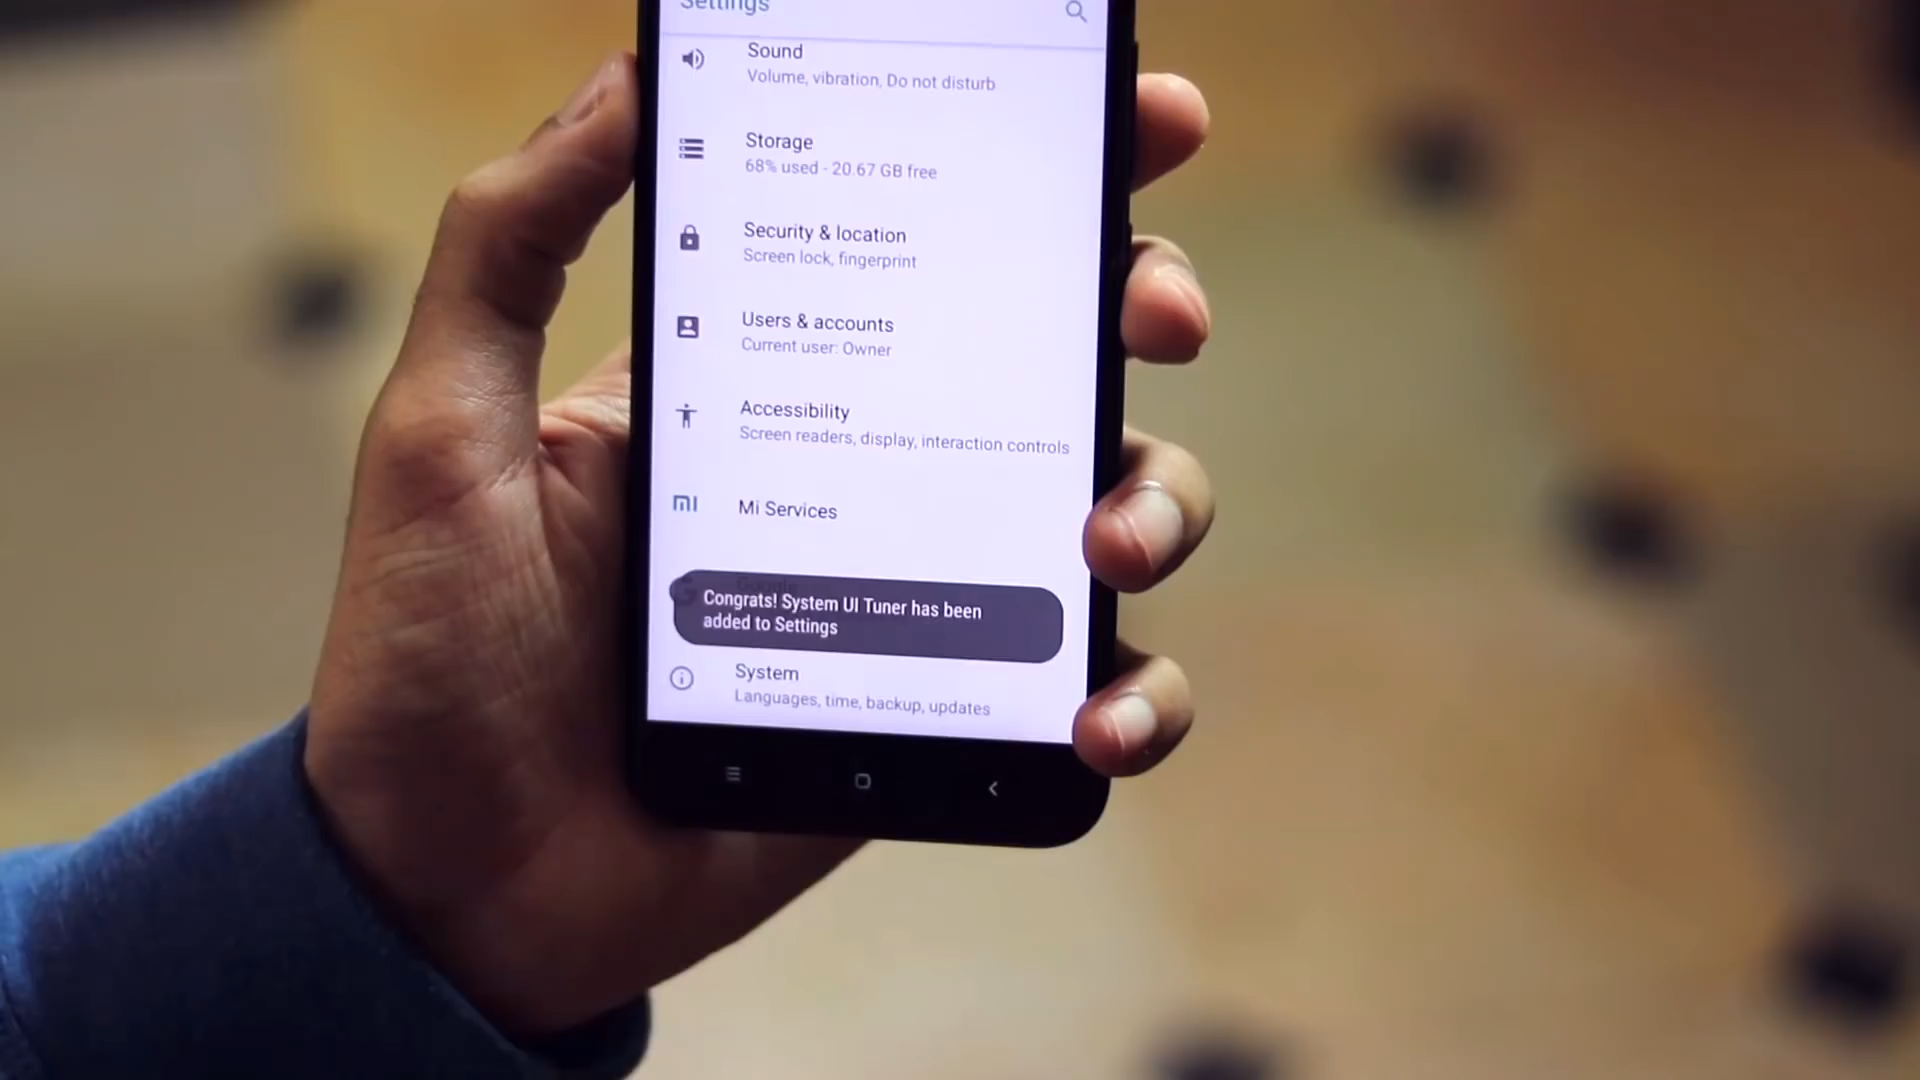 Settings
Sound
Volume, vibration, Do not disturb
Storage
68% used - 20.67 GB free
Security & location
Screen lock, fingerprint
Users & accounts
Current user: Owner
Accessibility
Screen readers, display, interaction controls
mi
Mi Services
Google
Congrats! System UI Tuner has been
added to Settings
System
Languages, time, backup, updates